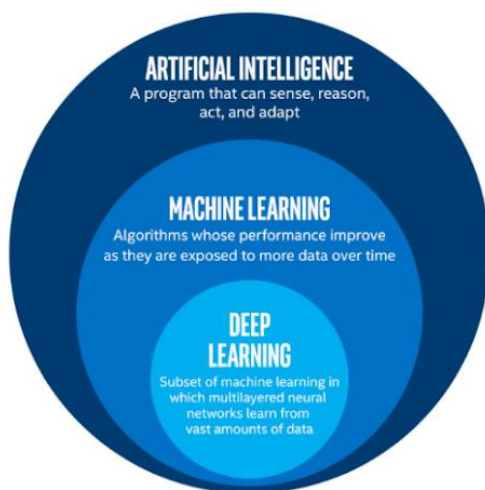 ARTIFICIAL INTELLIGENCE
A program that can sense, reason,
act, and adapt
MACHINE LEARNING
Algorithms whose performance improve
as they are exposed to more data over time
DEEP
LEARNING
Subset of machine learning in
which multilayered neural
networks learn from
vast amounts of data